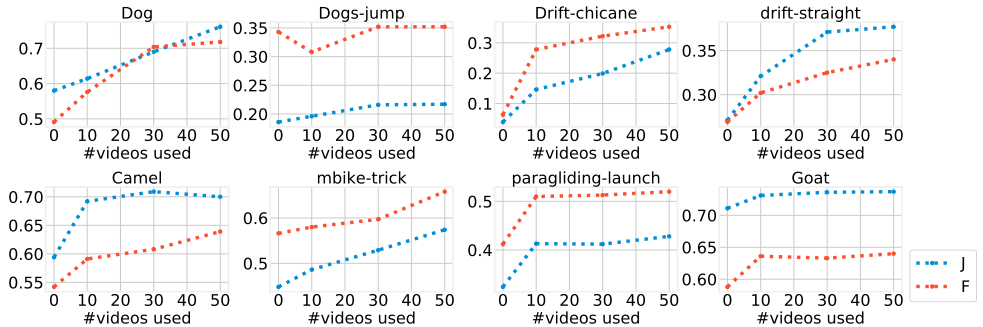 Dog
Dogs-jump
Drift-chicane
drift-straight
0.7
0.6
0.5
0.35
0.30
0.25
0.20
0.3
0.2
0.1
0.35
0.30
0 10 20 30 40 50
0 10 20 30 40 50
0 10 20 30 40 50
0 10 20 30 40 50
#videos used
#videos used
#videos used
#videos used
Camel
mbike-trick
paragliding-launch
Goat
0.70
0.65
0.60
0.55
0.6
0.5
0.5
0.4
0.70
0.65
0.60
0 10 20 30 40 50
0 10 20 30 40 50
0 10 20 30 40 50
0 10 20 30 40 50
#videos used
#videos used
#videos used
#videos used
J
F